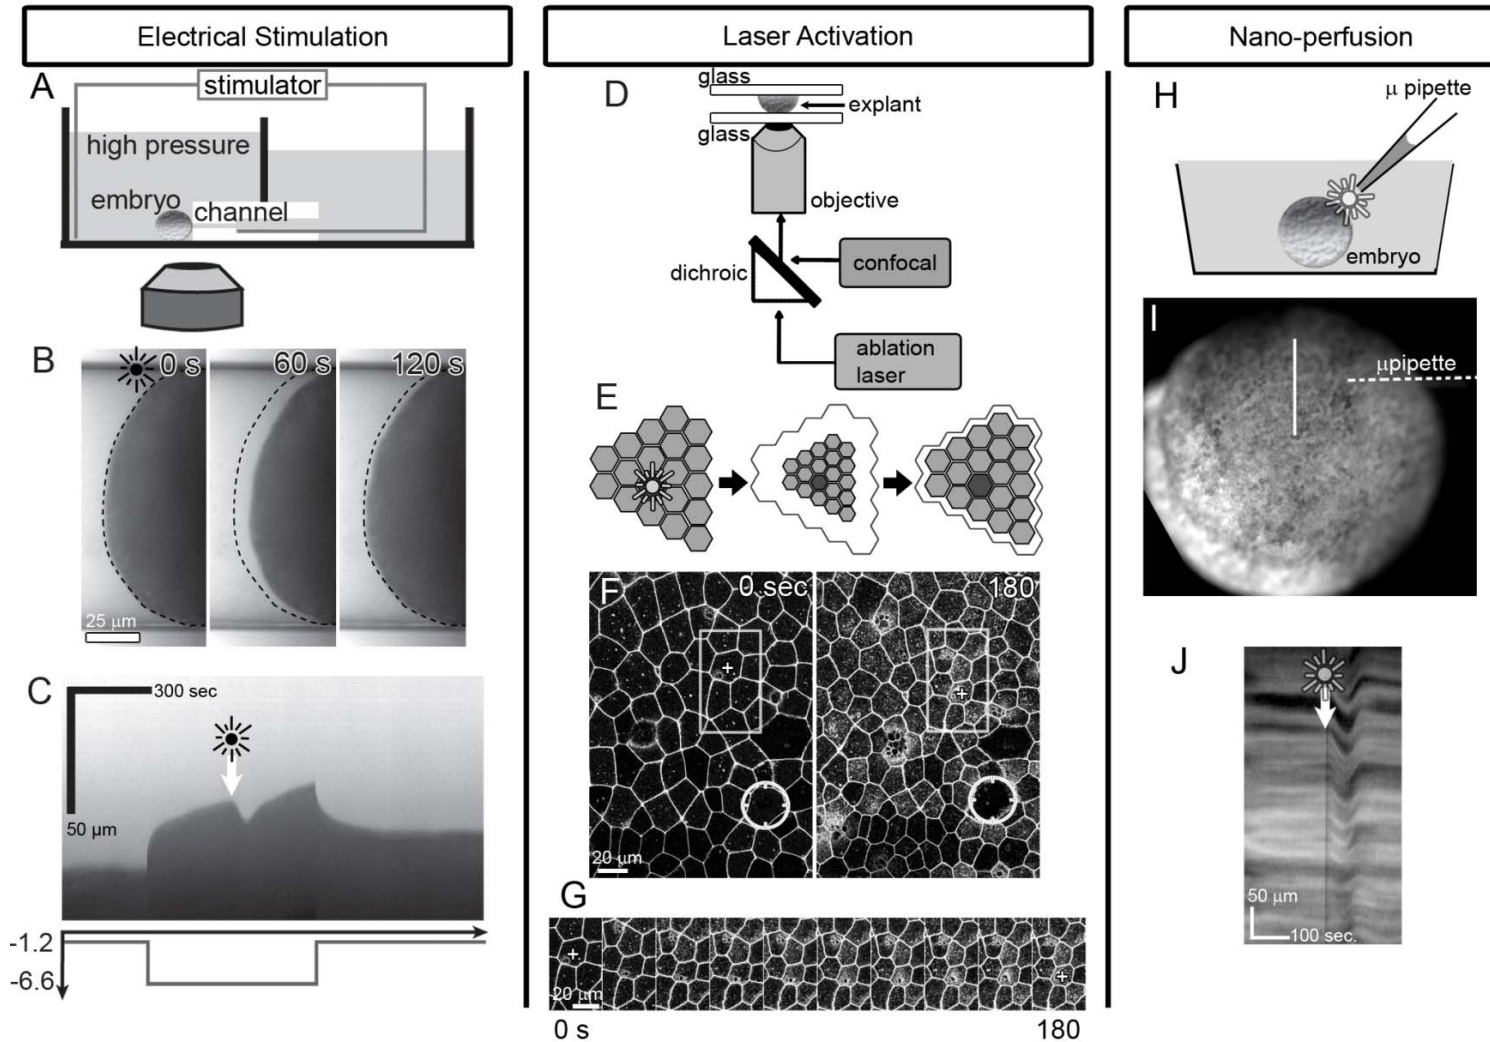 Electrical Stimulation
A
stimulator
high pressure
embryo
channel
B
0 s
60 s
120 s
25 μm
C
300 sec
50 μm
-1.2
-6.6
Laser Activation
D
glass
explant
glass
objective
dichroic
confocal
ablation
laser
E
F
0 sec
180
20 μm
G
20 μm
0 s
180
Nano-perfusion
H
μ pipette
embryo
I
μpipette
J
50 μm
100 sec.